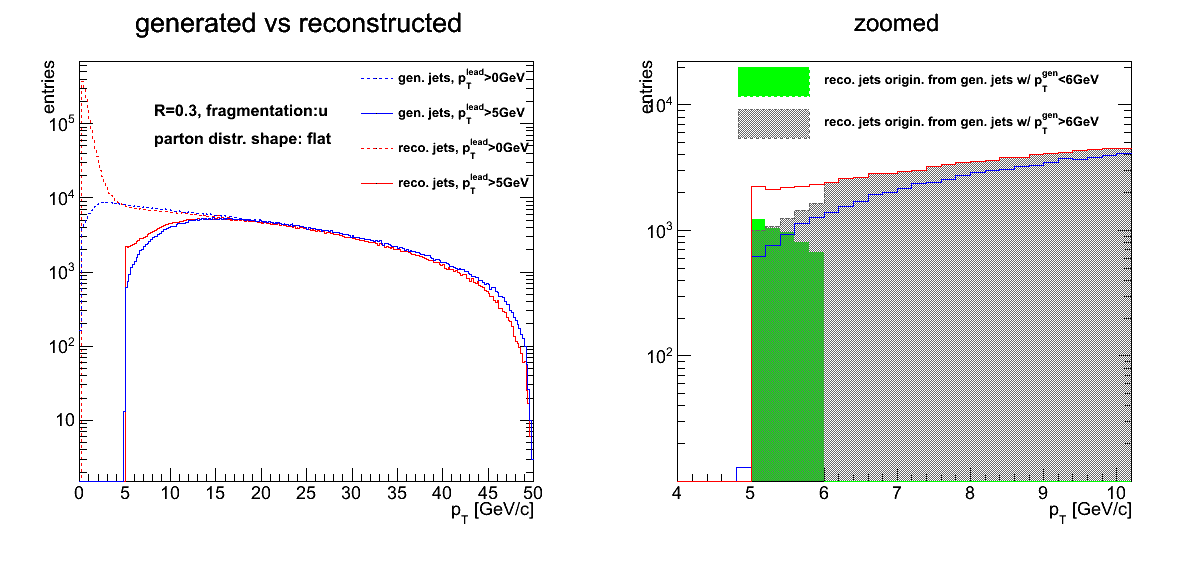 generated vs reconstructed
entries
gen. jets, p_T^lead>0GeV
gen. jets, p_T^lead>5GeV
reco. jets, p_T^lead>0GeV
reco. jets, p_T^lead>5GeV
R=0.3, fragmentation:u
parton distr. shape: flat
10^5
10^4
10^3
10^2
10
0 5 10 15 20 25 30 35 40 45 50
p_T [GeV/c]
zoomed
entries
reco. jets origin. from gen. jets w/ p_T^gen<6GeV
reco. jets origin. from gen. jets w/ p_T^gen>6GeV
10^4
10^3
10^2
4 5 6 7 8 9 10
p_T [GeV/c]